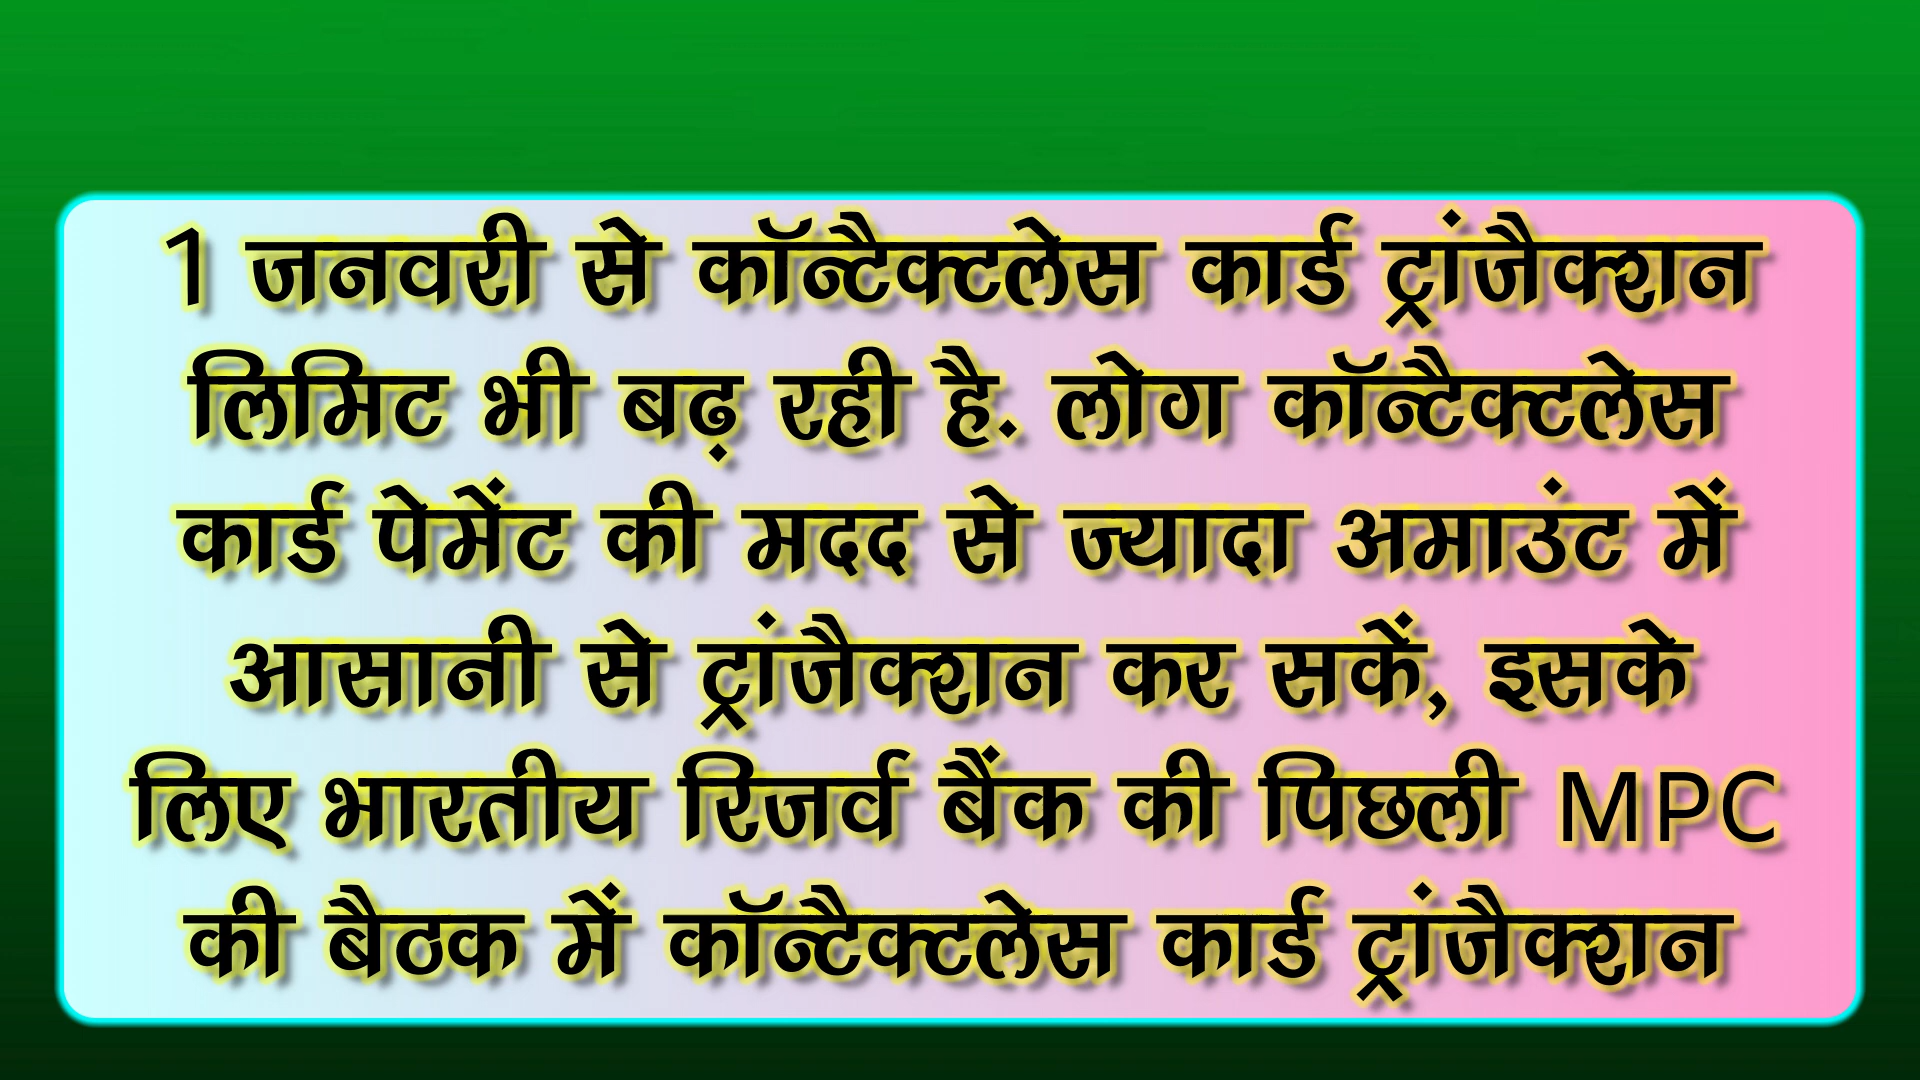 1 जनवरी से कॉन्टैक्टलेस कार्ड ट्रांजैक्शन
लिमिट भी बढ़ रही है. लोग कॉन्टैक्टलेस
कार्ड पेमेंट की मदद से ज्यादा अमाउंट में
आसानी से ट्रांजैक्शन कर सकें, इसके
लिए भारतीय रिजर्व बैंक की पिछली MPC
की बैठक में कॉन्टैक्टलेस कार्ड ट्रांजैक्शन